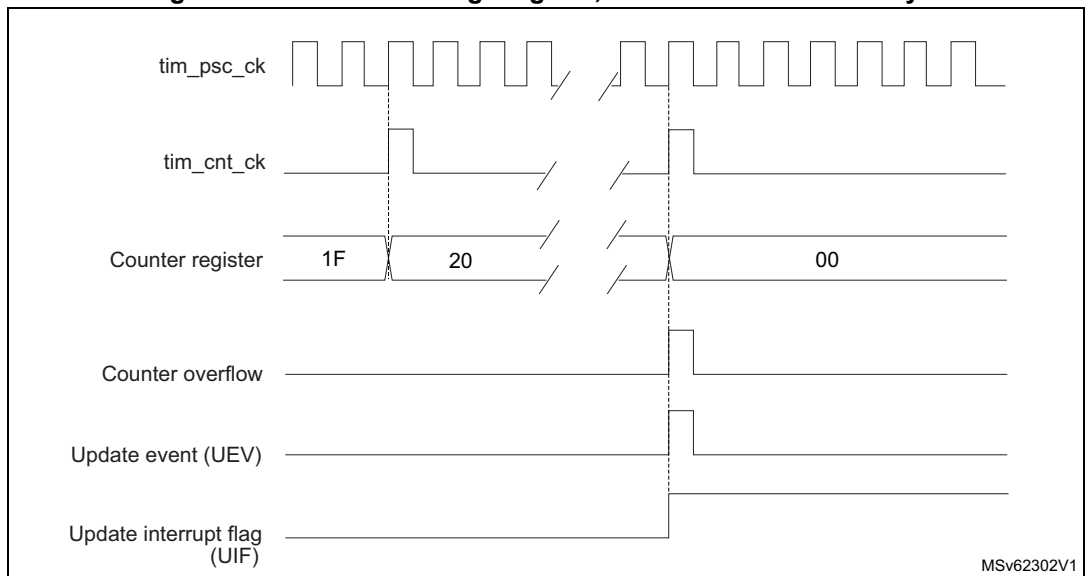 tim_psc_ck
tim_cnt_ck
Counter register
1F
20
00
Counter overflow
Update event (UEV)
Update interrupt flag
(UIF)
MSv62302V1